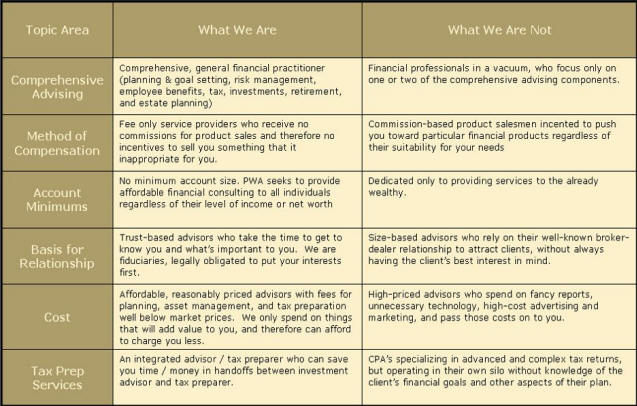 Topic Area
What We Are
What We Are Not
Comprehensive
Advising
Comprehensive, general financial practitioner
(planning & goal setting, risk management,
employee benefits, tax, investments, retirement,
and estate planning)
Financial professionals in a vacuum, who focus only on
one or two of the comprehensive advising components.
Method of
Compensation
Fee only service providers who receive no
commissions for product sales and therefore no
incentives to sell you something that it
inappropriate for you.
Commission-based product salesmen incented to push
you toward particular financial products regardless of
their suitability for your needs
Account
Minimums
No minimum account size. PWA seeks to provide
affordable financial consulting to all individuals
regardless of their level of income or net worth
Dedicated only to providing services to the already
wealthy.
Basis for
Relationship
Trust-based advisors who take the time to get to
know you and what's important to you. We are
fiduciaries, legally obligated to put your interests
first.
Size-based advisors who rely on their well-known broker-
dealer relationship to attract clients, without always
having the client's best interest in mind.
Cost
Affordable, reasonably priced advisors with fees for
planning, asset management, and tax preparation
well below market prices. We only spend on things
that will add value to you, and therefore can afford
to charge you less.
High-priced advisors who spend on fancy reports,
unnecessary technology, high-cost advertising and
marketing, and pass those costs on to you.
Tax Prep
Services
An integrated advisor / tax preparer who can save
you time / money in handoffs between investment
advisor and tax preparer.
CPA's specializing in advanced and complex tax returns,
but operating in their own silo without knowledge of the
client's financial goals and other aspects of their plan.